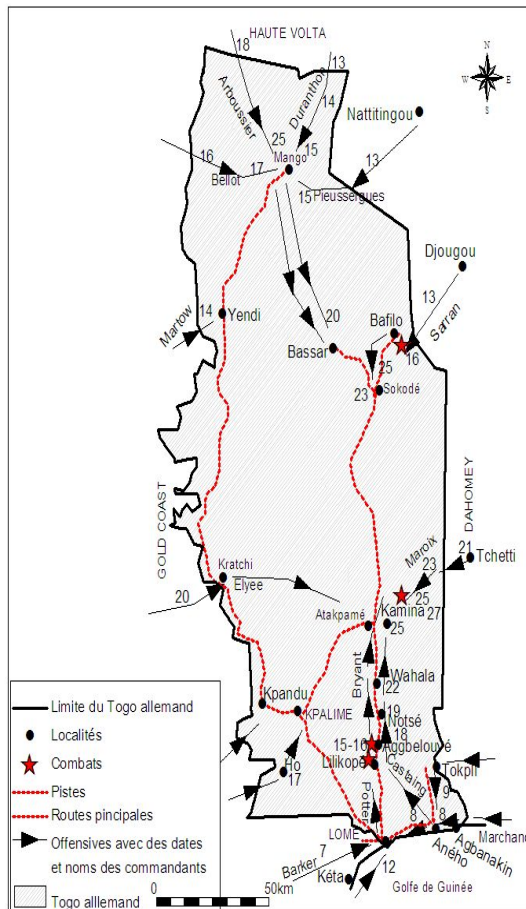 HAUTE VOLTA
18
13
Arboussier
Duranthon
14
Nattitingou
25
15
16
Mango
17
13
Bellot
15
Pieussergues
Djougou
13
14
20
Bafilo
Sarran
Martow
Yendi
16
Bassar
25
23
Sokodé
GOLD COAST
DAHOMEY
Maroix
21
23
Tchetti
Kratchi
Elyee
25
20
27
Atakpamé
Kamina
25
Bryant
Wahala
22
Kpandu
19
KPALIME
Notsé
18
15-16
Aggbelouvé
Ho
Lilikopé
Castaing
Tokpli
17
9
Pottei
8
8
Marchand
LOME
Aného
Agbanakin
Barker
7
12
Kéta
Golfe de Guinée
N
W
E
S
Limite du Togo allemand
Localités
Combats
Pistes
Routes pincipales
Offensives avec des dates
et noms des commandants
Togo alllemand
0
50km